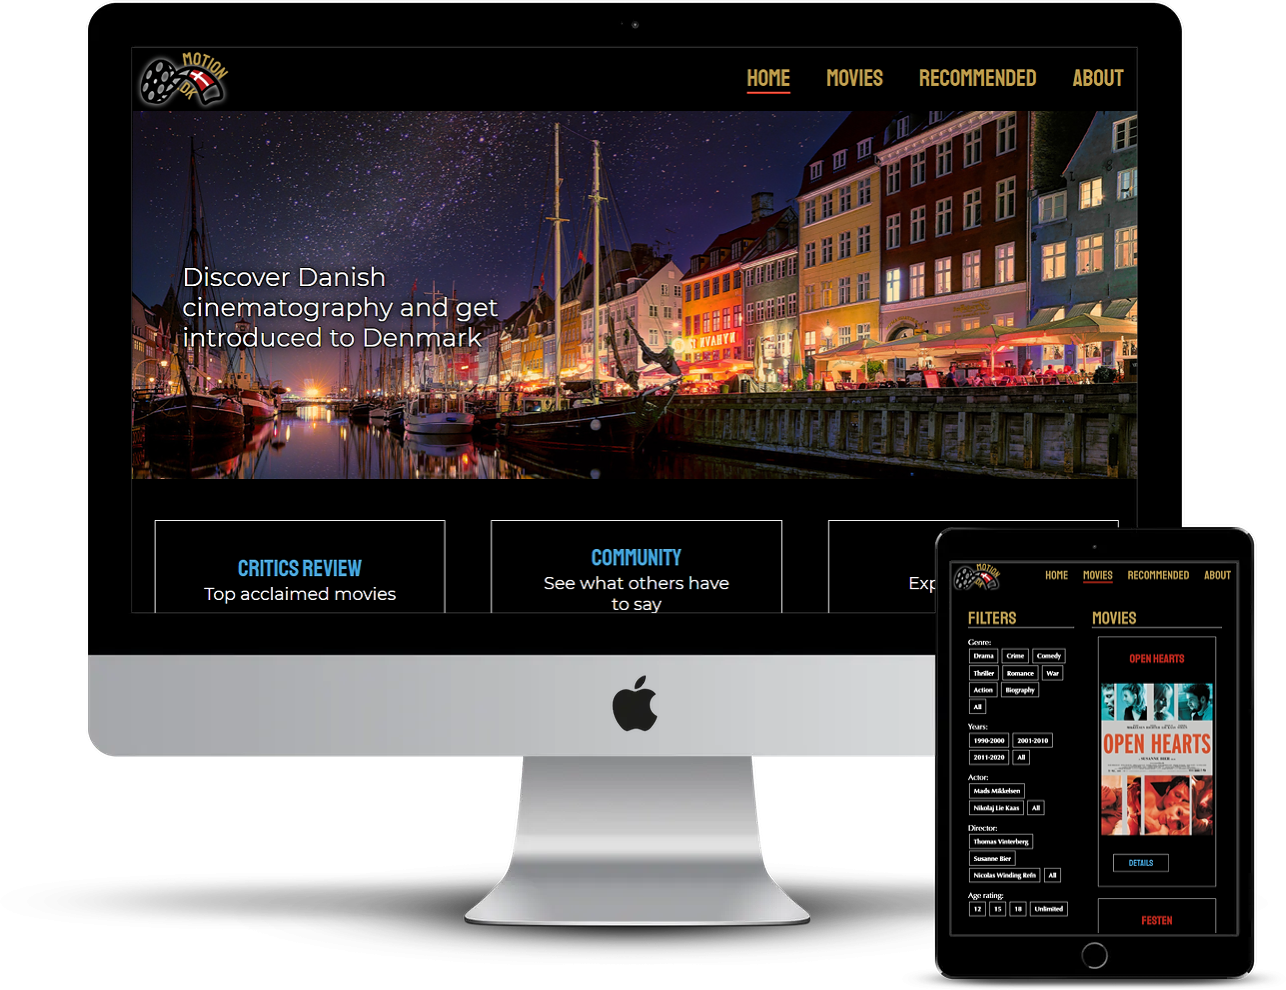 MOTION
DK
HOME MOVIES RECOMMENDED ABOUT
Discover Danish
cinematography and get
introduced to Denmark
NYHAVN
CRITICS REVIEW
Top acclaimed movies
COMMUNITY
See what others have
to say
Exp
MOTION
DK
HOME MOVIES RECOMMENDED ABOUT
FILTERS
Genre:
Drama Crime Comedy
Thriller Romance War
Action Biography
All
Years:
1990-2000 2001-2010
2011-2020 All
Actor:
Mads Mikkelsen
Nikolaj Lie Kaas All
Director:
Thomas Vinterberg
Susanne Bier
Nicolas Winding Refn All
Age rating:
12 15 18 Unlimited
MOVIES
OPEN HEARTS
OPEN HEARTS
DETAILS
FESTEN